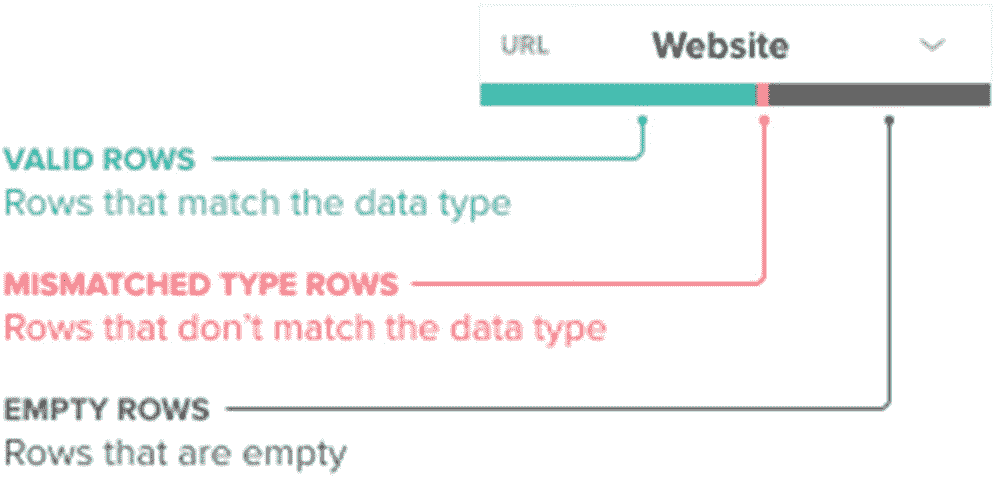 URL Website
VALID ROWS
Rows that match the data type
MISMATCHED TYPE ROWS
Rows that don't match the data type
EMPTY ROWS
Rows that are empty